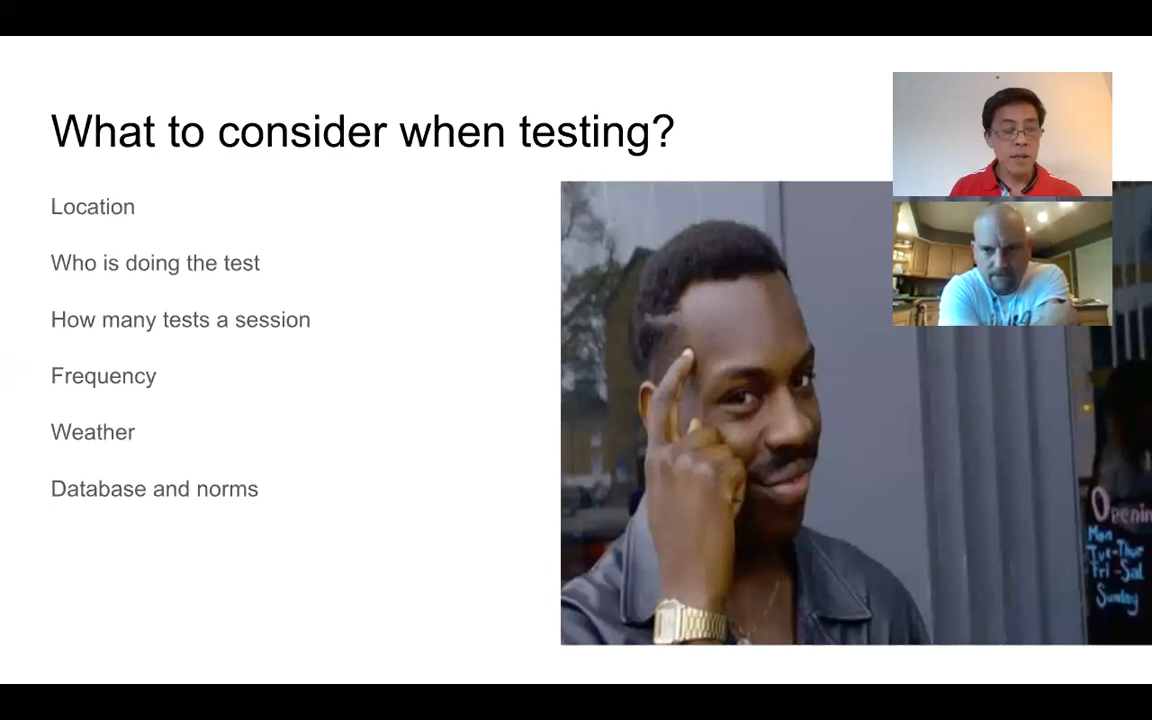 What to consider when testing?
Location
Who is doing the test
How many tests a session
Frequency
Weather
Database and norms
Openin
Mon
Tue-Thur
Fri-Sat
Sunday